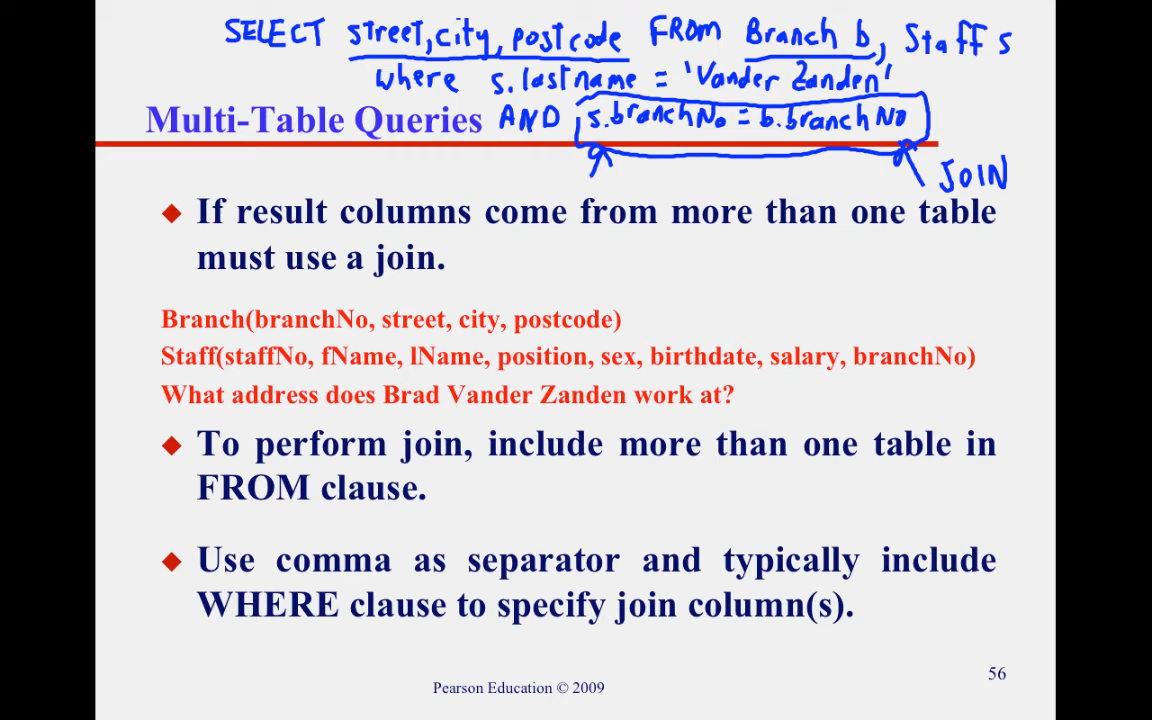 SELECT street, city, postcode FROM Branch b, Staff s
where s.lastname = 'Vander Zanden'
Multi-Table Queries AND s.branchNo = b.branchNo
JOIN
◆ If result columns come from more than one table
must use a join.
Branch(branchNo, street, city, postcode)
Staff(staffNo, fName, lName, position, sex, birthdate, salary, branchNo)
What address does Brad Vander Zanden work at?
◆ To perform join, include more than one table in
FROM clause.
◆ Use comma as separator and typically include
WHERE clause to specify join column(s).
56
Pearson Education © 2009